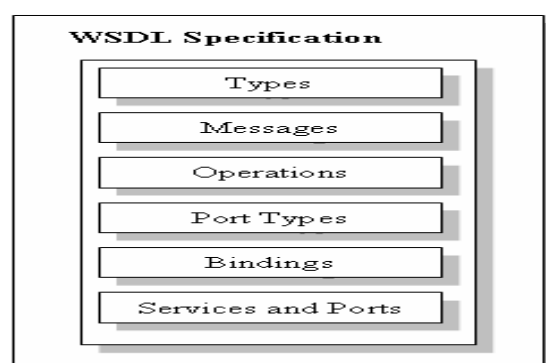 WSDL Specification
Types
Messages
Operations
Port Types
Bindings
Services and Ports